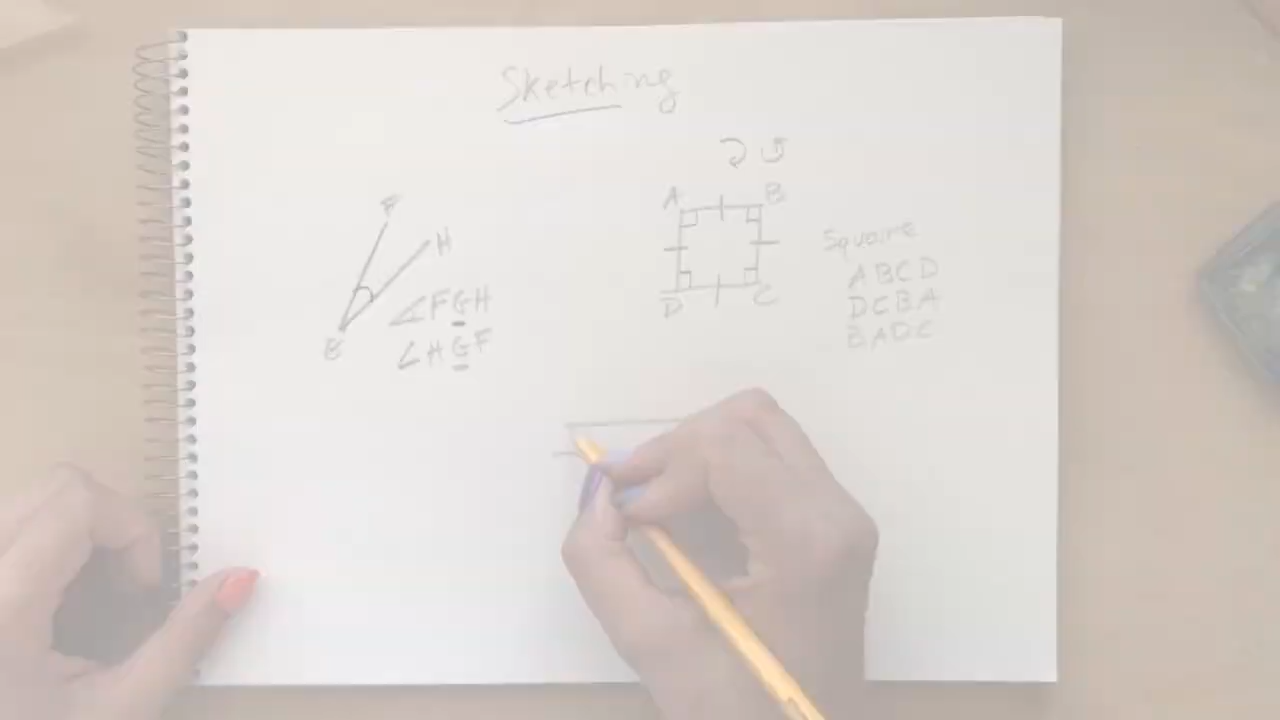 Sketching
F
H
G
∠FGH
∠HGF
A B
D C
Square
ABCD
DCBA
BADC